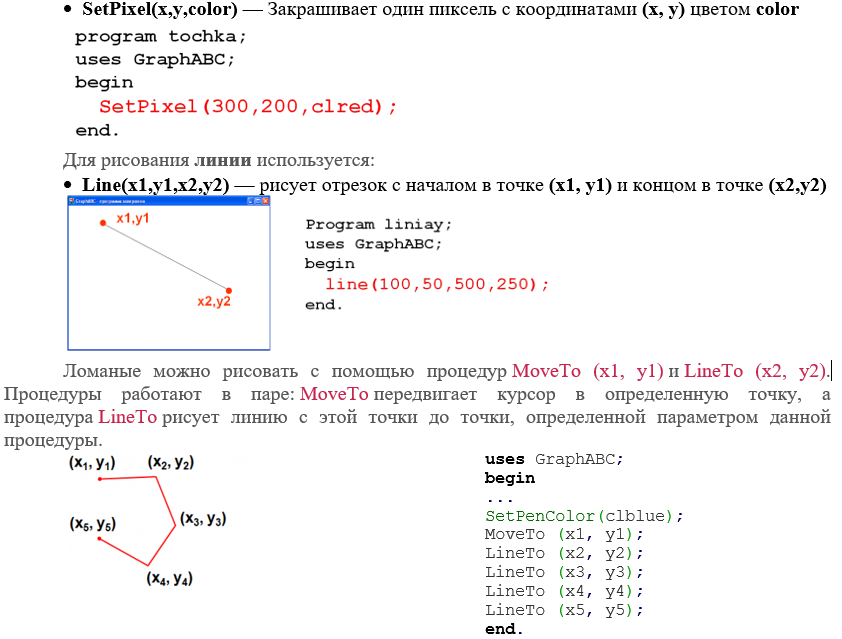 • SetPixel(x,y,color) — Закрашивает один пиксель с координатами (x, y) цветом color
program tochka;
uses GraphABC;
begin
SetPixel(300,200,clred);
end.
Для рисования линии используется:
• Line(x1,y1,x2,y2) — рисует отрезок с началом в точке (x1, y1) и концом в точке (x2,y2)
x1,y1
x2,y2
Program liniay;
uses GraphABC;
begin
line(100,50,500,250);
end.
Ломаные можно рисовать с помощью процедур MoveTo (x1, y1) и LineTo (x2, y2).
Процедуры работают в паре: MoveTo передвигает курсор в определенную точку, а
процедура LineTo рисует линию с этой точки до точки, определенной параметром данной
процедуры.
(x₁, y₁) (x₂, y₂)
(x₃, y₃)
(x₅, y₅)
(x₄, y₄)
uses GraphABC;
begin
...
SetPenColor(clblue);
MoveTo (x1, y1);
LineTo (x2, y2);
LineTo (x3, y3);
LineTo (x4, y4);
LineTo (x5, y5);
end.